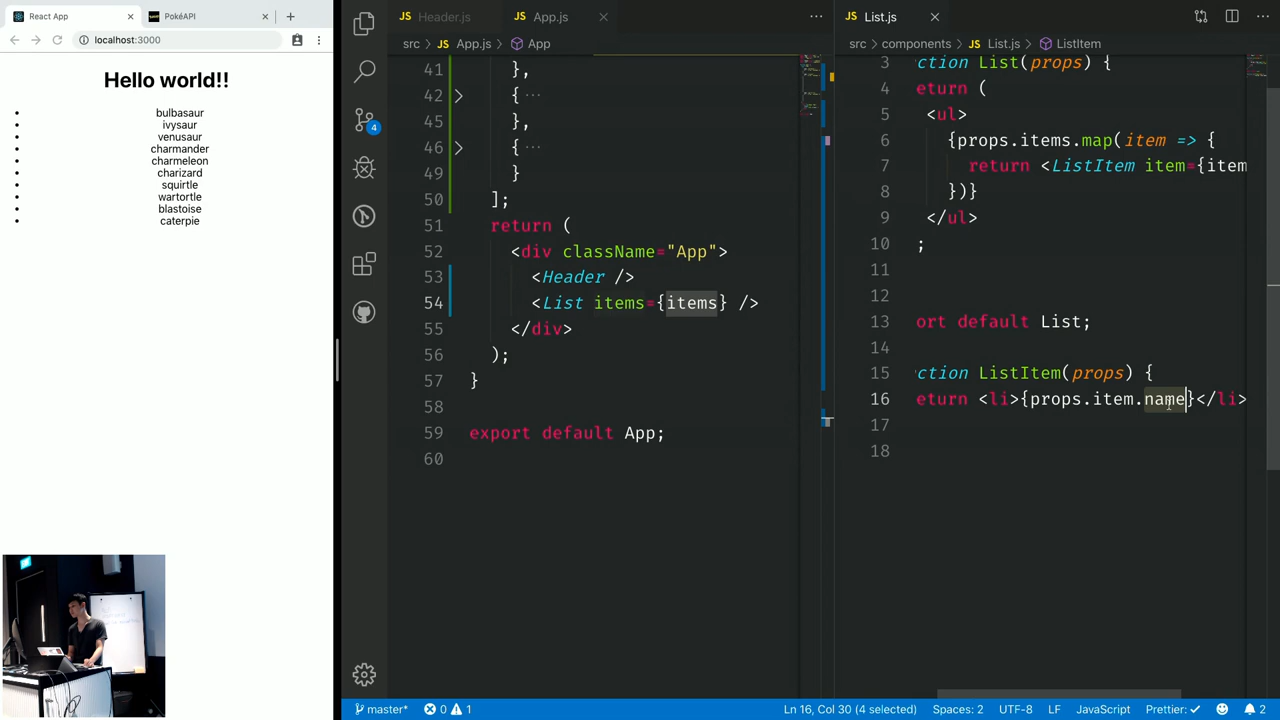 React App
PokéAPI
localhost:3000
Hello world!!
bulbasaur
ivysaur
venusaur
charmander
charmeleon
charizard
squirtle
wartortle
blastoise
caterpie
4
JS Header.js
JS App.js
src > JS App.js > App
41 },
42 { ···
45 },
46 { ···
49 }
50 ];
51 return (
52 <div className="App">
53 <Header />
54 <List items={items} />
55 </div>
56 );
57 }
58
59 export default App;
60
JS List.js
src > components > JS List.js > ListItem
3 ction List(props) {
4 eturn (
5 <ul>
6 {props.items.map(item => {
7 return <ListItem item={item
8 })}
9 </ul>
10 ;
11
12
13 ort default List;
14
15 ction ListItem(props) {
16 eturn <li>{props.item.name}</li>
17
18
master* 0 1 Ln 16, Col 30 (4 selected) Spaces: 2 UTF-8 LF JavaScript Prettier: ✓ 2